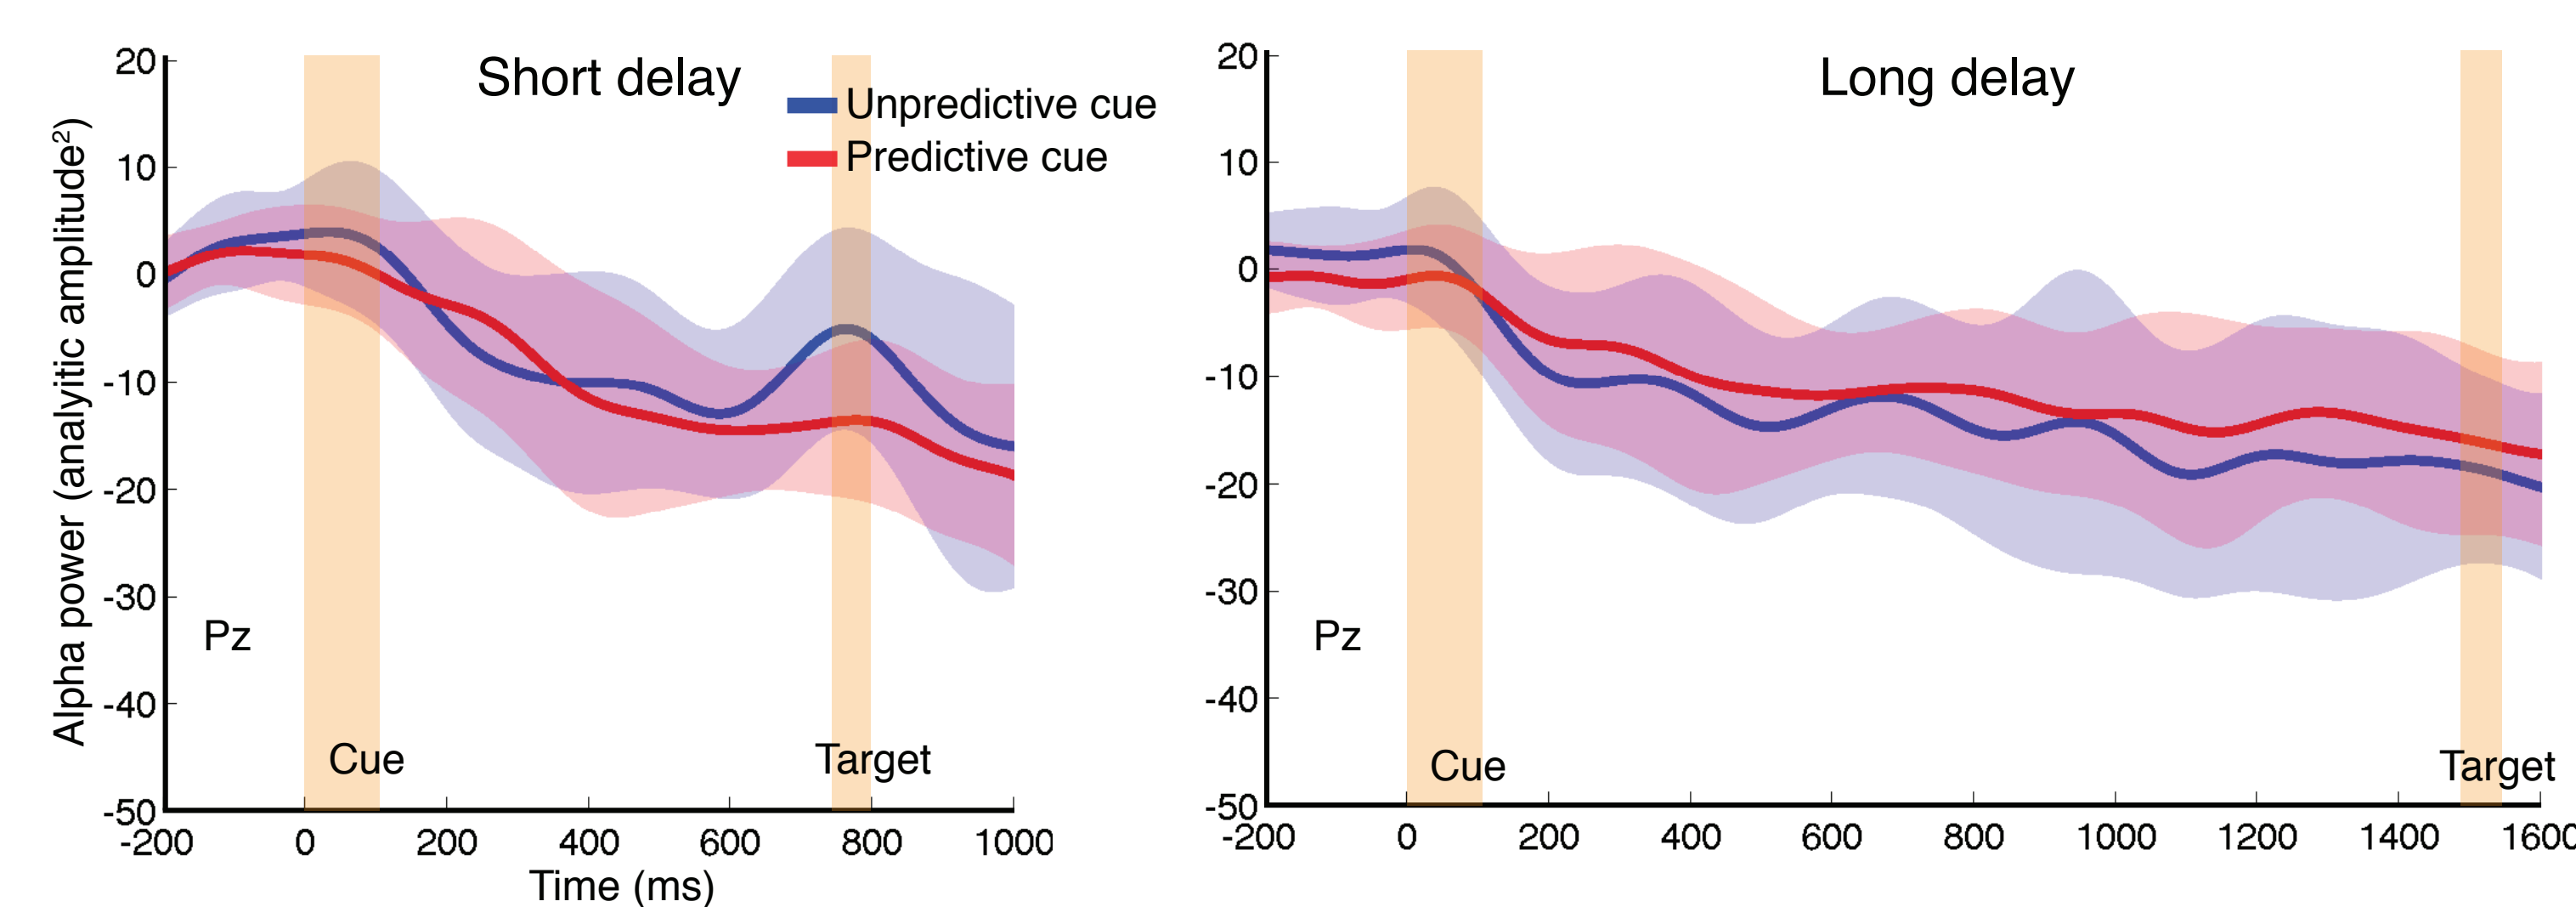 Short delay
Unpredictive cue
Predictive cue
Alpha power (analyitic amplitude²)
20
10
0
-10
-20
-30
-40
-50
Pz
Cue
Target
-200 0 200 400 600 800 1000
Time (ms)
Long delay
20
10
0
-10
-20
-30
-40
-50
Pz
Cue
Target
-200 0 200 400 600 800 1000 1200 1400 1600